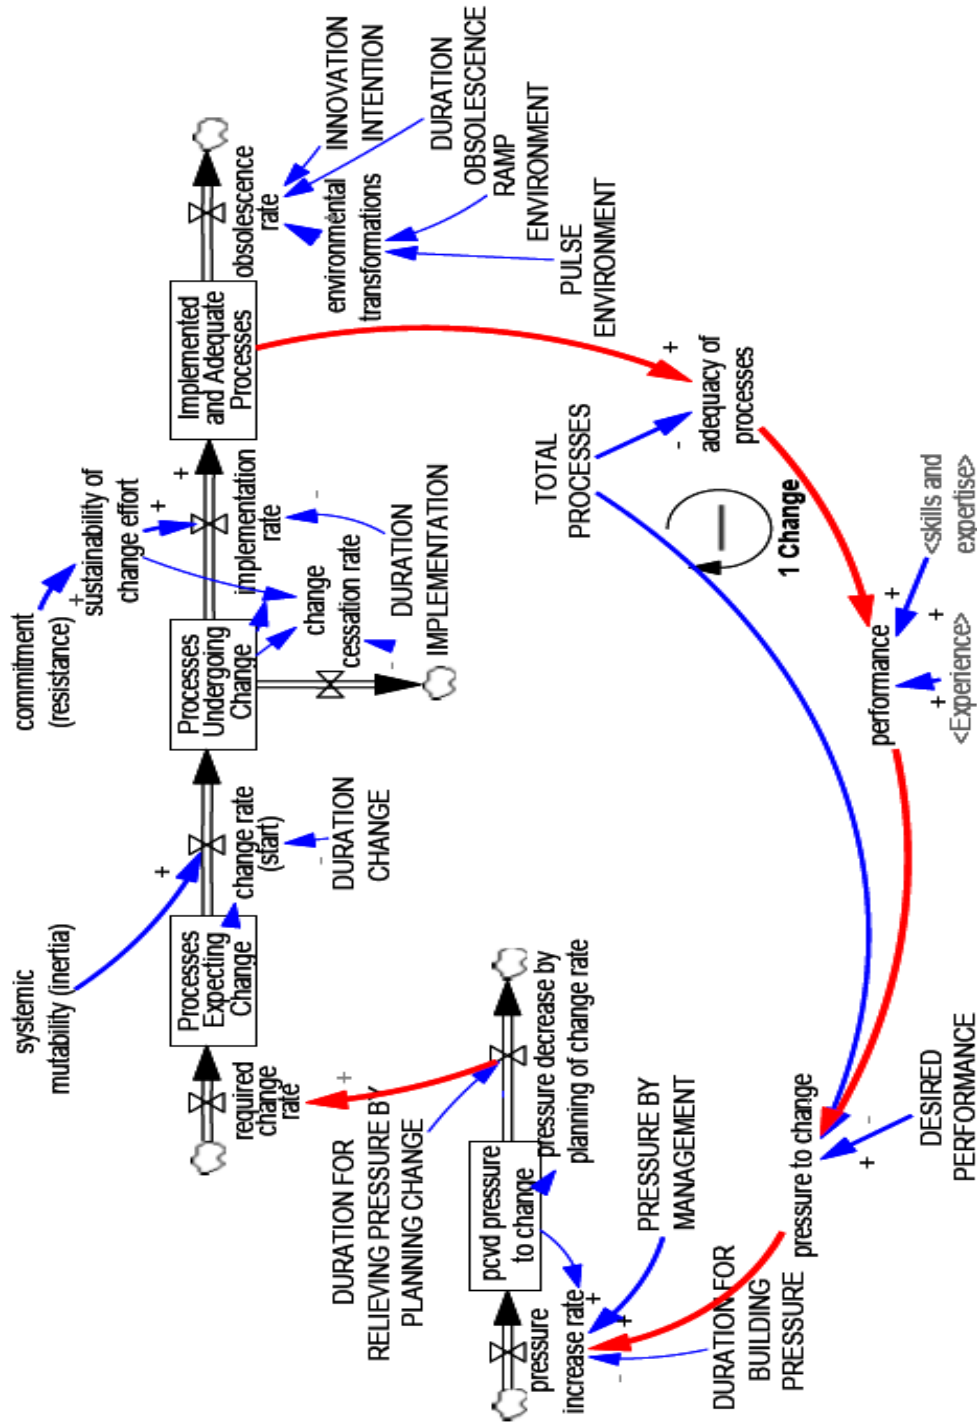 systemic
mutability (inertia)
commitment
(resistance)
+
sustainability of
change effort
+
+
+
required
change
rate
Processes
Expecting
Change
change rate
(start)
-
DURATION
CHANGE
Processes
Undergoing
Change
implementation
rate
-
change
cessation rate
-
DURATION
IMPLEMENTATION
Implemented
and Adequate
Processes
obsolescence
rate
INNOVATION
INTENTION
DURATION
OBSOLESCENCE
environmental
transformations
RAMP
ENVIRONMENT
PULSE
ENVIRONMENT
+
DURATION FOR
RELIEVING PRESSURE BY
PLANNING CHANGE
pressure
increase rate
pcvd pressure
to change
pressure decrease by
planning of change rate
+
+
-
PRESSURE BY
MANAGEMENT
DURATION FOR
BUILDING
PRESSURE
TOTAL
PROCESSES
-
+
adequacy of
processes
1 Change
pressure to change
+
-
DESIRED
PERFORMANCE
performance
+
+
+
<Experience>
<skills and
expertise>